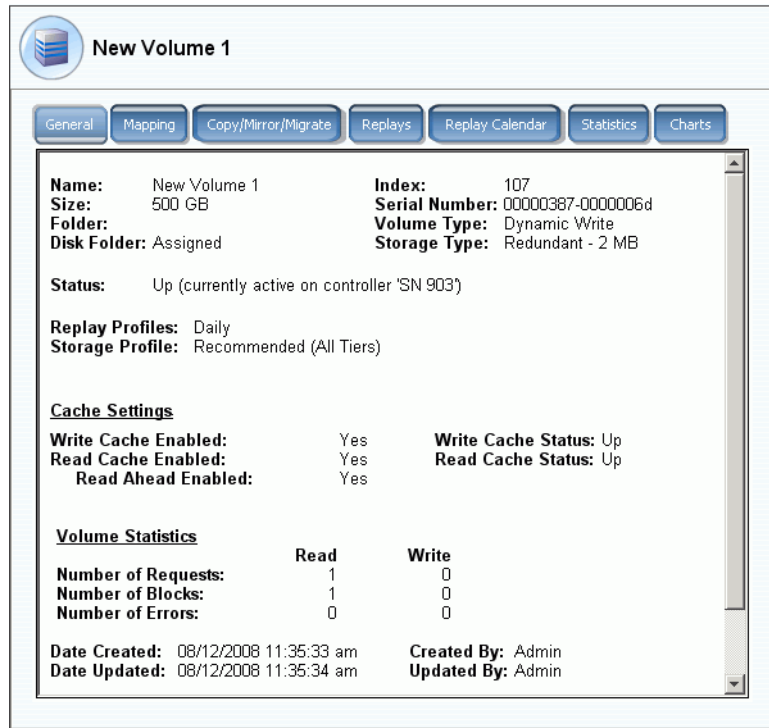 New Volume 1
General Mapping Copy/Mirror/Migrate Replays Replay Calendar Statistics Charts
Name: New Volume 1 Index: 107
Size: 500 GB Serial Number: 00000387-0000006d
Folder: Volume Type: Dynamic Write
Disk Folder: Assigned Storage Type: Redundant - 2 MB
Status: Up (currently active on controller 'SN 903')
Replay Profiles: Daily
Storage Profile: Recommended (All Tiers)
Cache Settings
Write Cache Enabled: Yes Write Cache Status: Up
Read Cache Enabled: Yes Read Cache Status: Up
Read Ahead Enabled: Yes
Volume Statistics
Read Write
Number of Requests: 1 0
Number of Blocks: 1 0
Number of Errors: 0 0
Date Created: 08/12/2008 11:35:33 am Created By: Admin
Date Updated: 08/12/2008 11:35:34 am Updated By: Admin